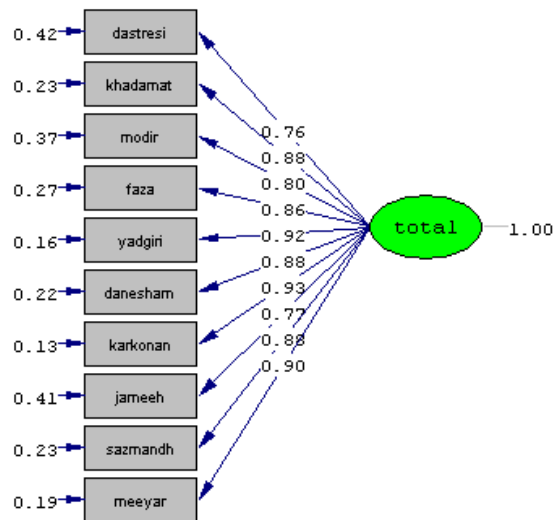 0.42 dastresi
0.23 khadamat
0.37 modir
0.27 faza
0.16 yadgiri
0.22 danesham
0.13 karkonan
0.41 jameeh
0.23 sazmandh
0.19 meeyar
0.76
0.88
0.80
0.86
0.92
0.88
0.93
0.77
0.88
0.90
total 1.00